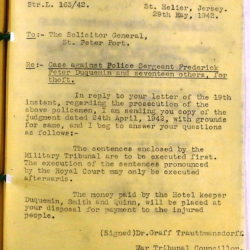 Str.L. 163/42.
St. Helier, Jersey.
29th May, 1942.
To:- The Solicitor General,
St. Peter Port.
Re:- Case against Police Sergeant Frederick
Peter Duquemin and seventeen others, for
theft.
In reply to your letter of the 19th
instant, regarding the prosecution of the
above policemen, I am sending you copy of the
judgment dated 24th April, 1942, with grounds
for same, and I beg to answer your questions
as follows:-
The sentences enclosed by the
Military Tribunal are to be executed first.
The execution of the sentences pronounced
by the Royal Court may only be executed
afterwards.
The money paid by the Hotel keeper
Duquemin, Smith and Quinn, will be placed at
your disposal for payment to the injured
people.
(Signed)Dr.Graff Trauttmansdorf
War Tribunal Councillor